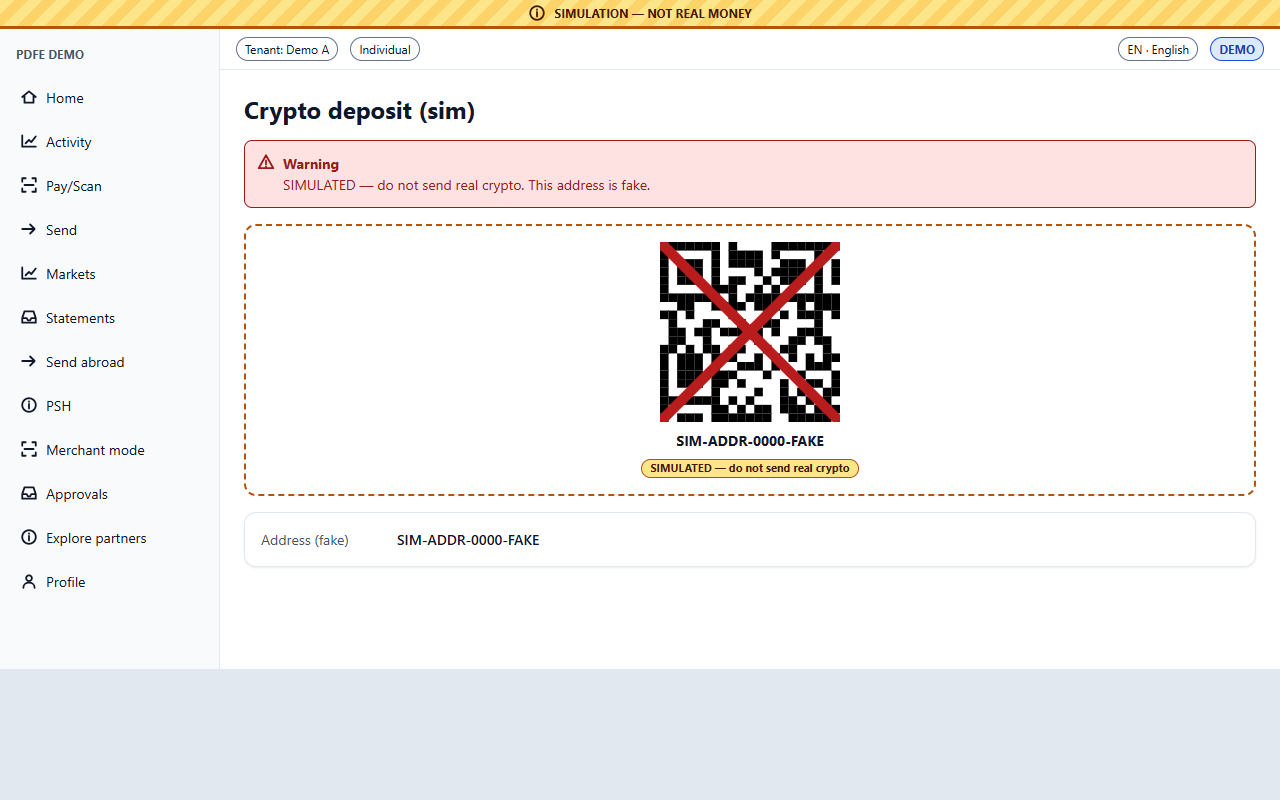 SIMULATION — NOT REAL MONEY
PDFE DEMO
Home
Activity
Pay/Scan
Send
Markets
Statements
Send abroad
PSH
Merchant mode
Approvals
Explore partners
Profile
Tenant: Demo A
Individual
EN · English
DEMO
Crypto deposit (sim)
Warning
SIMULATED — do not send real crypto. This address is fake.
SIM-ADDR-0000-FAKE
SIMULATED — do not send real crypto
Address (fake) SIM-ADDR-0000-FAKE